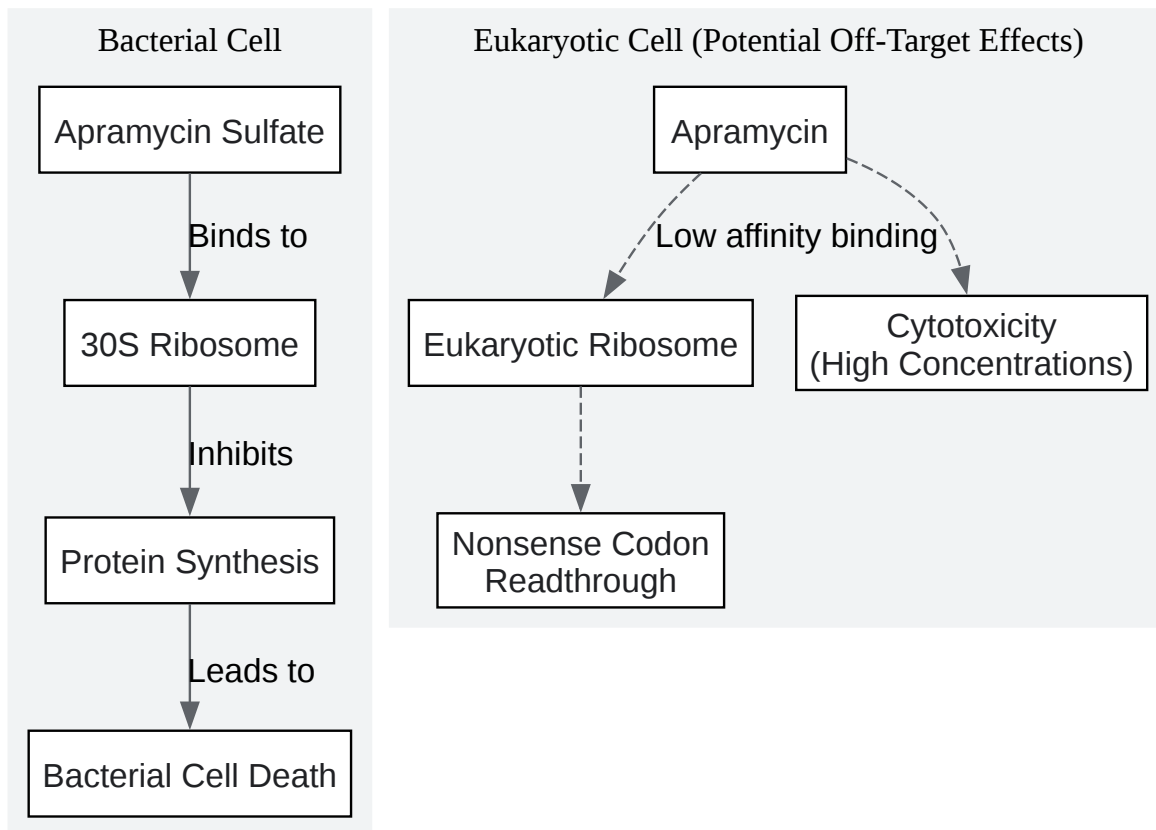 Bacterial Cell
Apramycin Sulfate
Binds to
30S Ribosome
Inhibits
Protein Synthesis
Leads to
Bacterial Cell Death
Eukaryotic Cell (Potential Off-Target Effects)
Apramycin
Low affinity binding
Eukaryotic Ribosome
Cytotoxicity
(High Concentrations)
Nonsense Codon
Readthrough